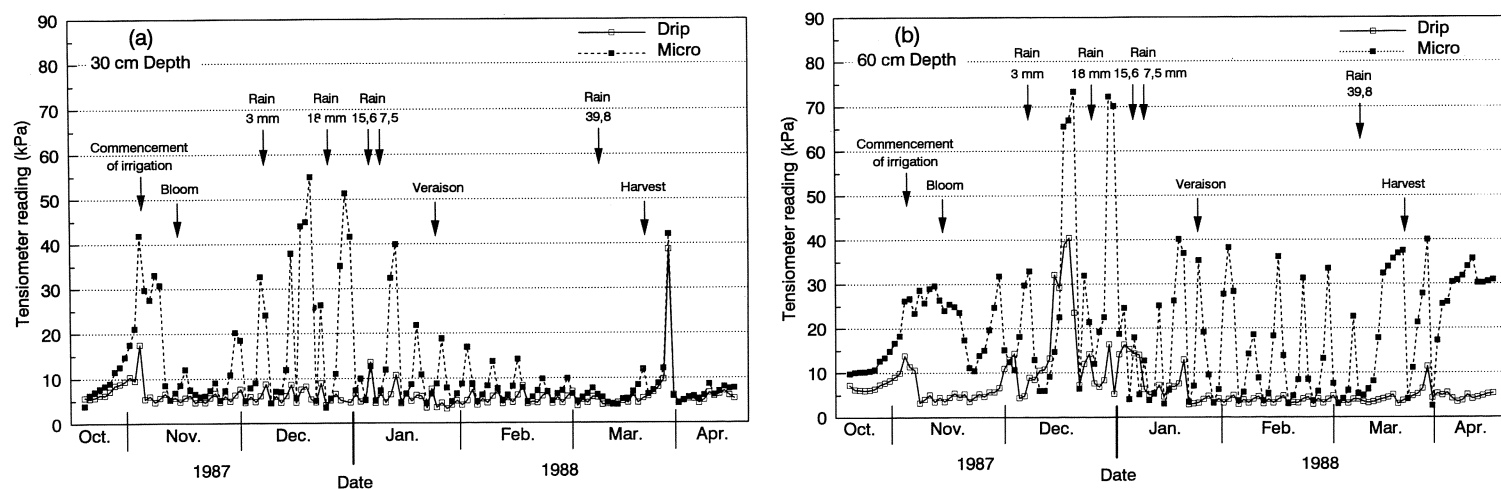 (a)
30 cm Depth
Drip
Micro
Tensiometer reading (kPa)
90
80
70
60
50
40
30
20
10
0
Rain
3 mm
Rain
18 mm
Rain
15,6 7,5
Rain
39,8
Commencement
of irrigation
Bloom
Veraison
Harvest
Oct.
Nov.
Dec.
Jan.
Feb.
Mar.
Apr.
1987
1988
Date
(b)
60 cm Depth
Drip
Micro
Tensiometer reading (kPa)
90
80
70
60
50
40
30
20
10
0
Rain
3 mm
Rain
18 mm
Rain
15,6 7,5 mm
Rain
39,8
Commencement
of irrigation
Bloom
Veraison
Harvest
Oct.
Nov.
Dec.
Jan.
Feb.
Mar.
Apr.
1987
1988
Date